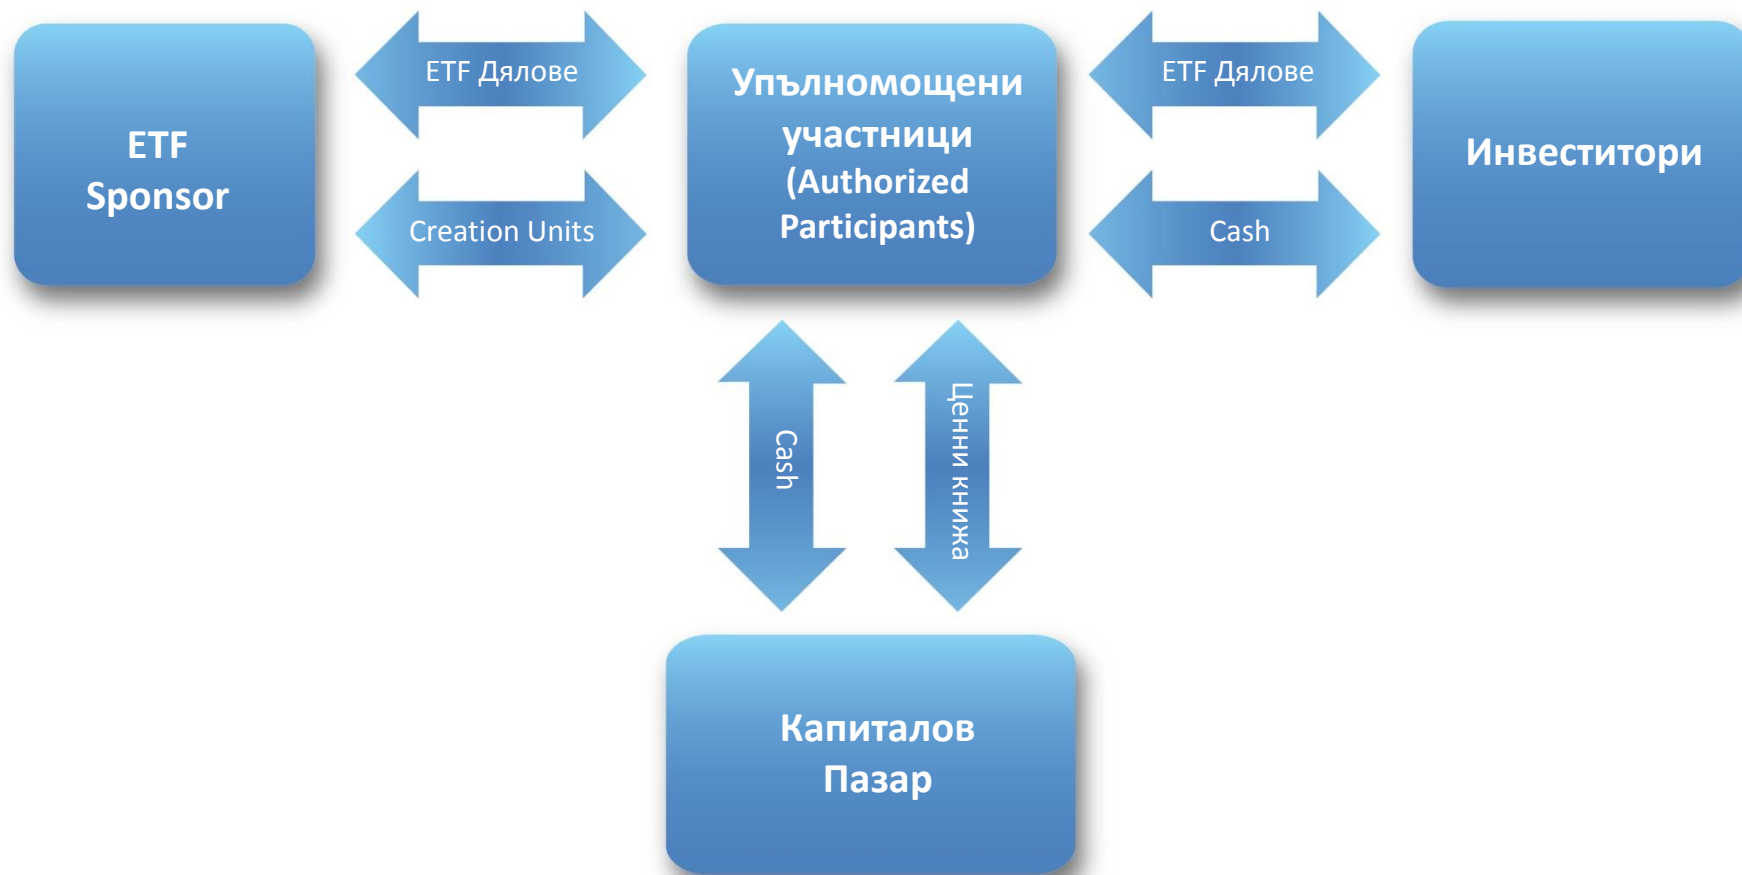 ETF
Sponsor
ETF Дялове
Creation Units
Упълномощени
участници
(Authorized
Participants)
ETF Дялове
Cash
Инвеститори
Cash
Ценни книжа
Капиталов
Пазар